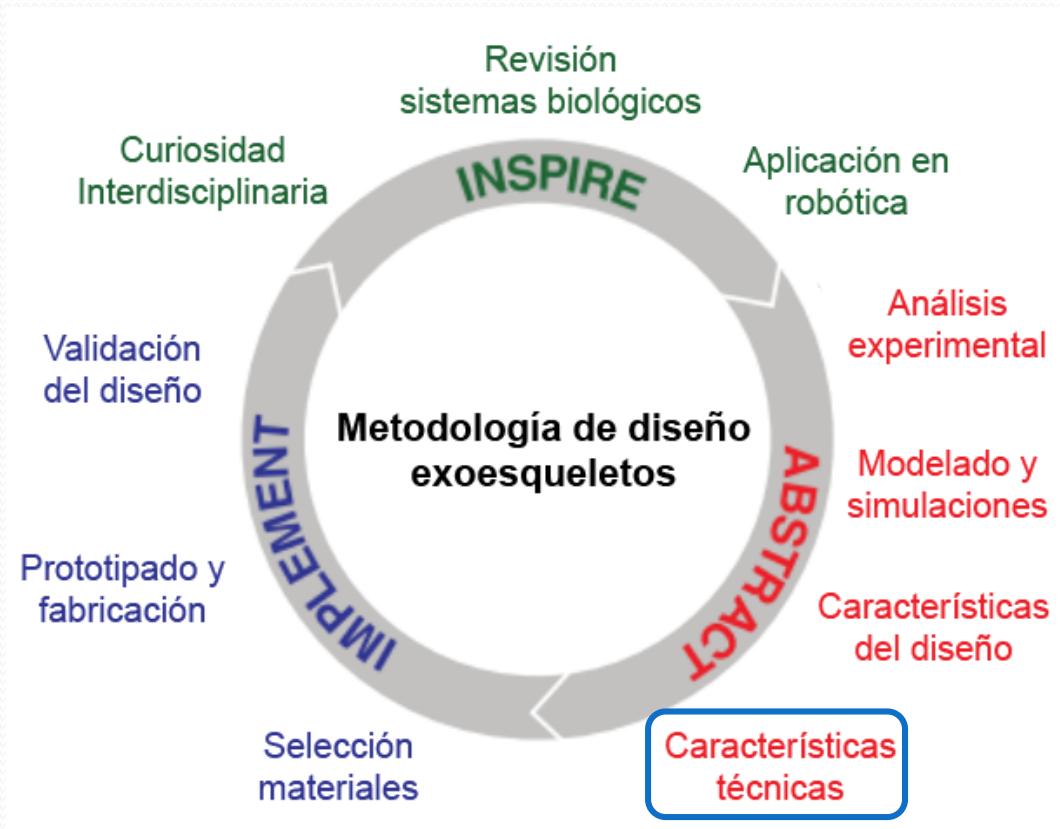 Revisión
sistemas biológicos
Curiosidad
Interdisciplinaria
INSPIRE
Aplicación en
robótica
Análisis
experimental
Validación
del diseño
Metodología de diseño
exoesqueletos
ABSTRACT
Modelado y
simulaciones
IMPLEMENT
Prototipado y
fabricación
Características
del diseño
Selección
materiales
Características
técnicas